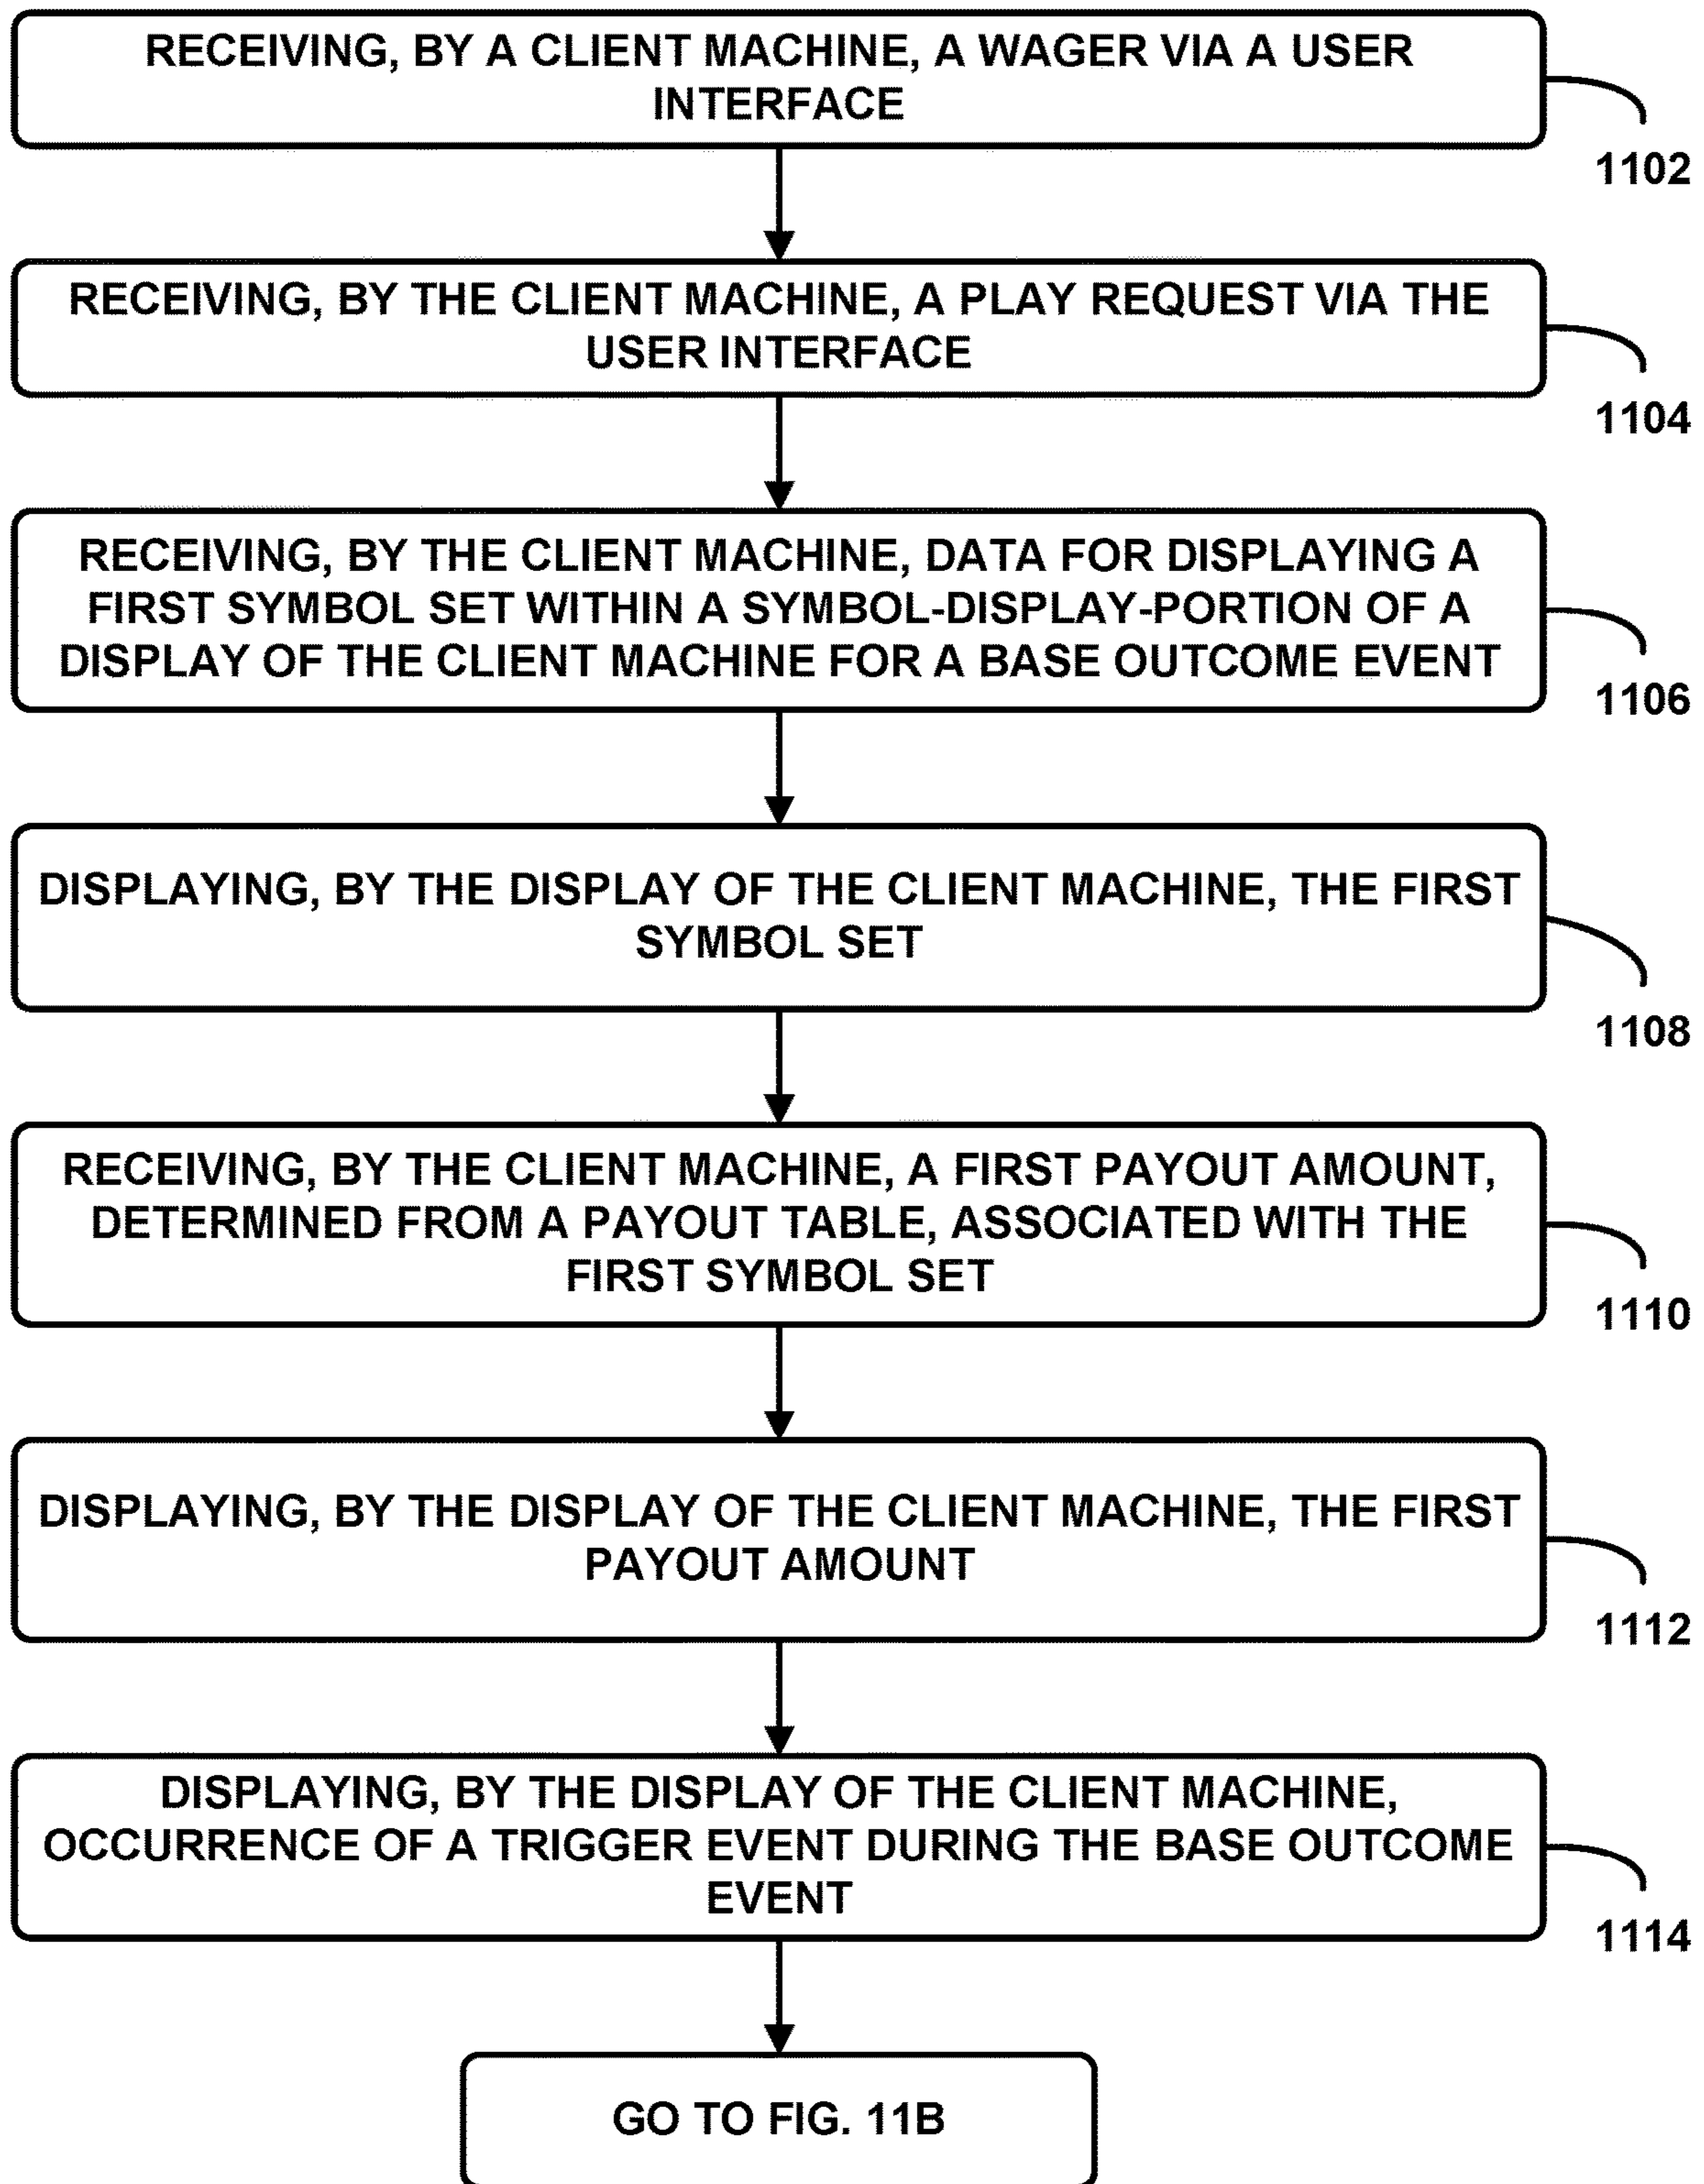 RECEIVING, BY A CLIENT MACHINE, A WAGER VIA A USER
INTERFACE
1102
RECEIVING, BY THE CLIENT MACHINE, A PLAY REQUEST VIA THE
USER INTERFACE
1104
RECEIVING, BY THE CLIENT MACHINE, DATA FOR DISPLAYING A
FIRST SYMBOL SET WITHIN A SYMBOL-DISPLAY-PORTION OF A
DISPLAY OF THE CLIENT MACHINE FOR A BASE OUTCOME EVENT
1106
DISPLAYING, BY THE DISPLAY OF THE CLIENT MACHINE, THE FIRST
SYMBOL SET
1108
RECEIVING, BY THE CLIENT MACHINE, A FIRST PAYOUT AMOUNT,
DETERMINED FROM A PAYOUT TABLE, ASSOCIATED WITH THE
FIRST SYMBOL SET
1110
DISPLAYING, BY THE DISPLAY OF THE CLIENT MACHINE, THE FIRST
PAYOUT AMOUNT
1112
DISPLAYING, BY THE DISPLAY OF THE CLIENT MACHINE,
OCCURRENCE OF A TRIGGER EVENT DURING THE BASE OUTCOME
EVENT
1114
GO TO FIG. 11B